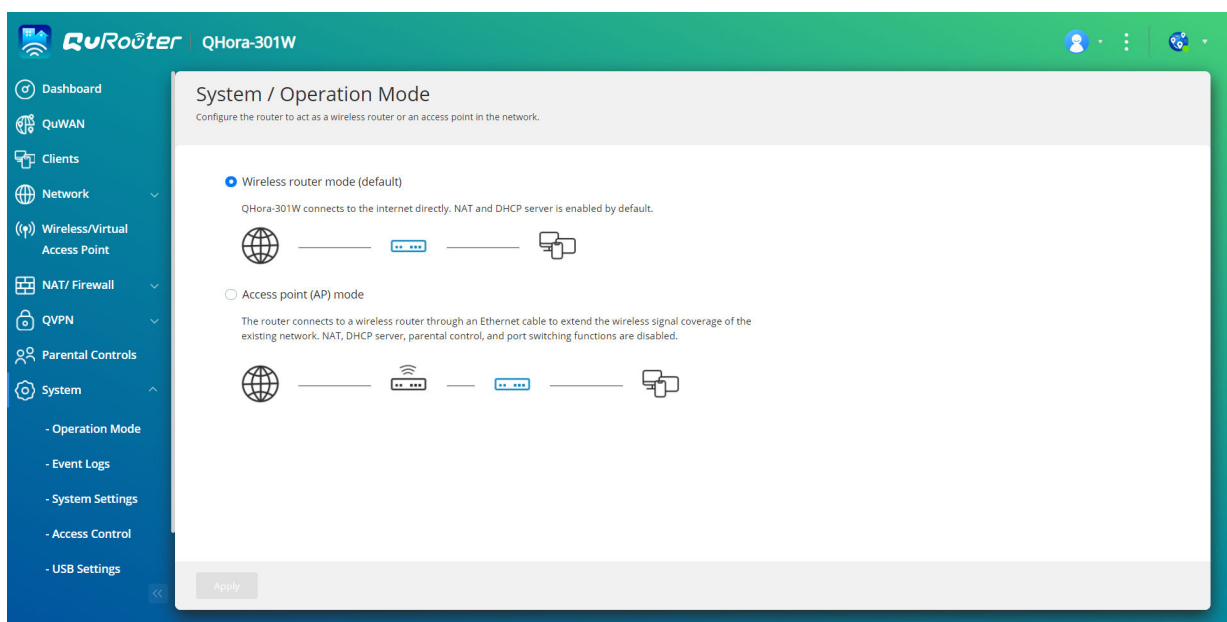 QuRoûter QHora-301W
Dashboard
QuWAN
Clients
Network
Wireless/Virtual
Access Point
NAT/ Firewall
QVPN
Parental Controls
System
- Operation Mode
- Event Logs
- System Settings
- Access Control
- USB Settings
System / Operation Mode
Configure the router to act as a wireless router or an access point in the network.
Wireless router mode (default)
QHora-301W connects to the internet directly. NAT and DHCP server is enabled by default.
Access point (AP) mode
The router connects to a wireless router through an Ethernet cable to extend the wireless signal coverage of the
existing network. NAT, DHCP server, parental control, and port switching functions are disabled.
Apply